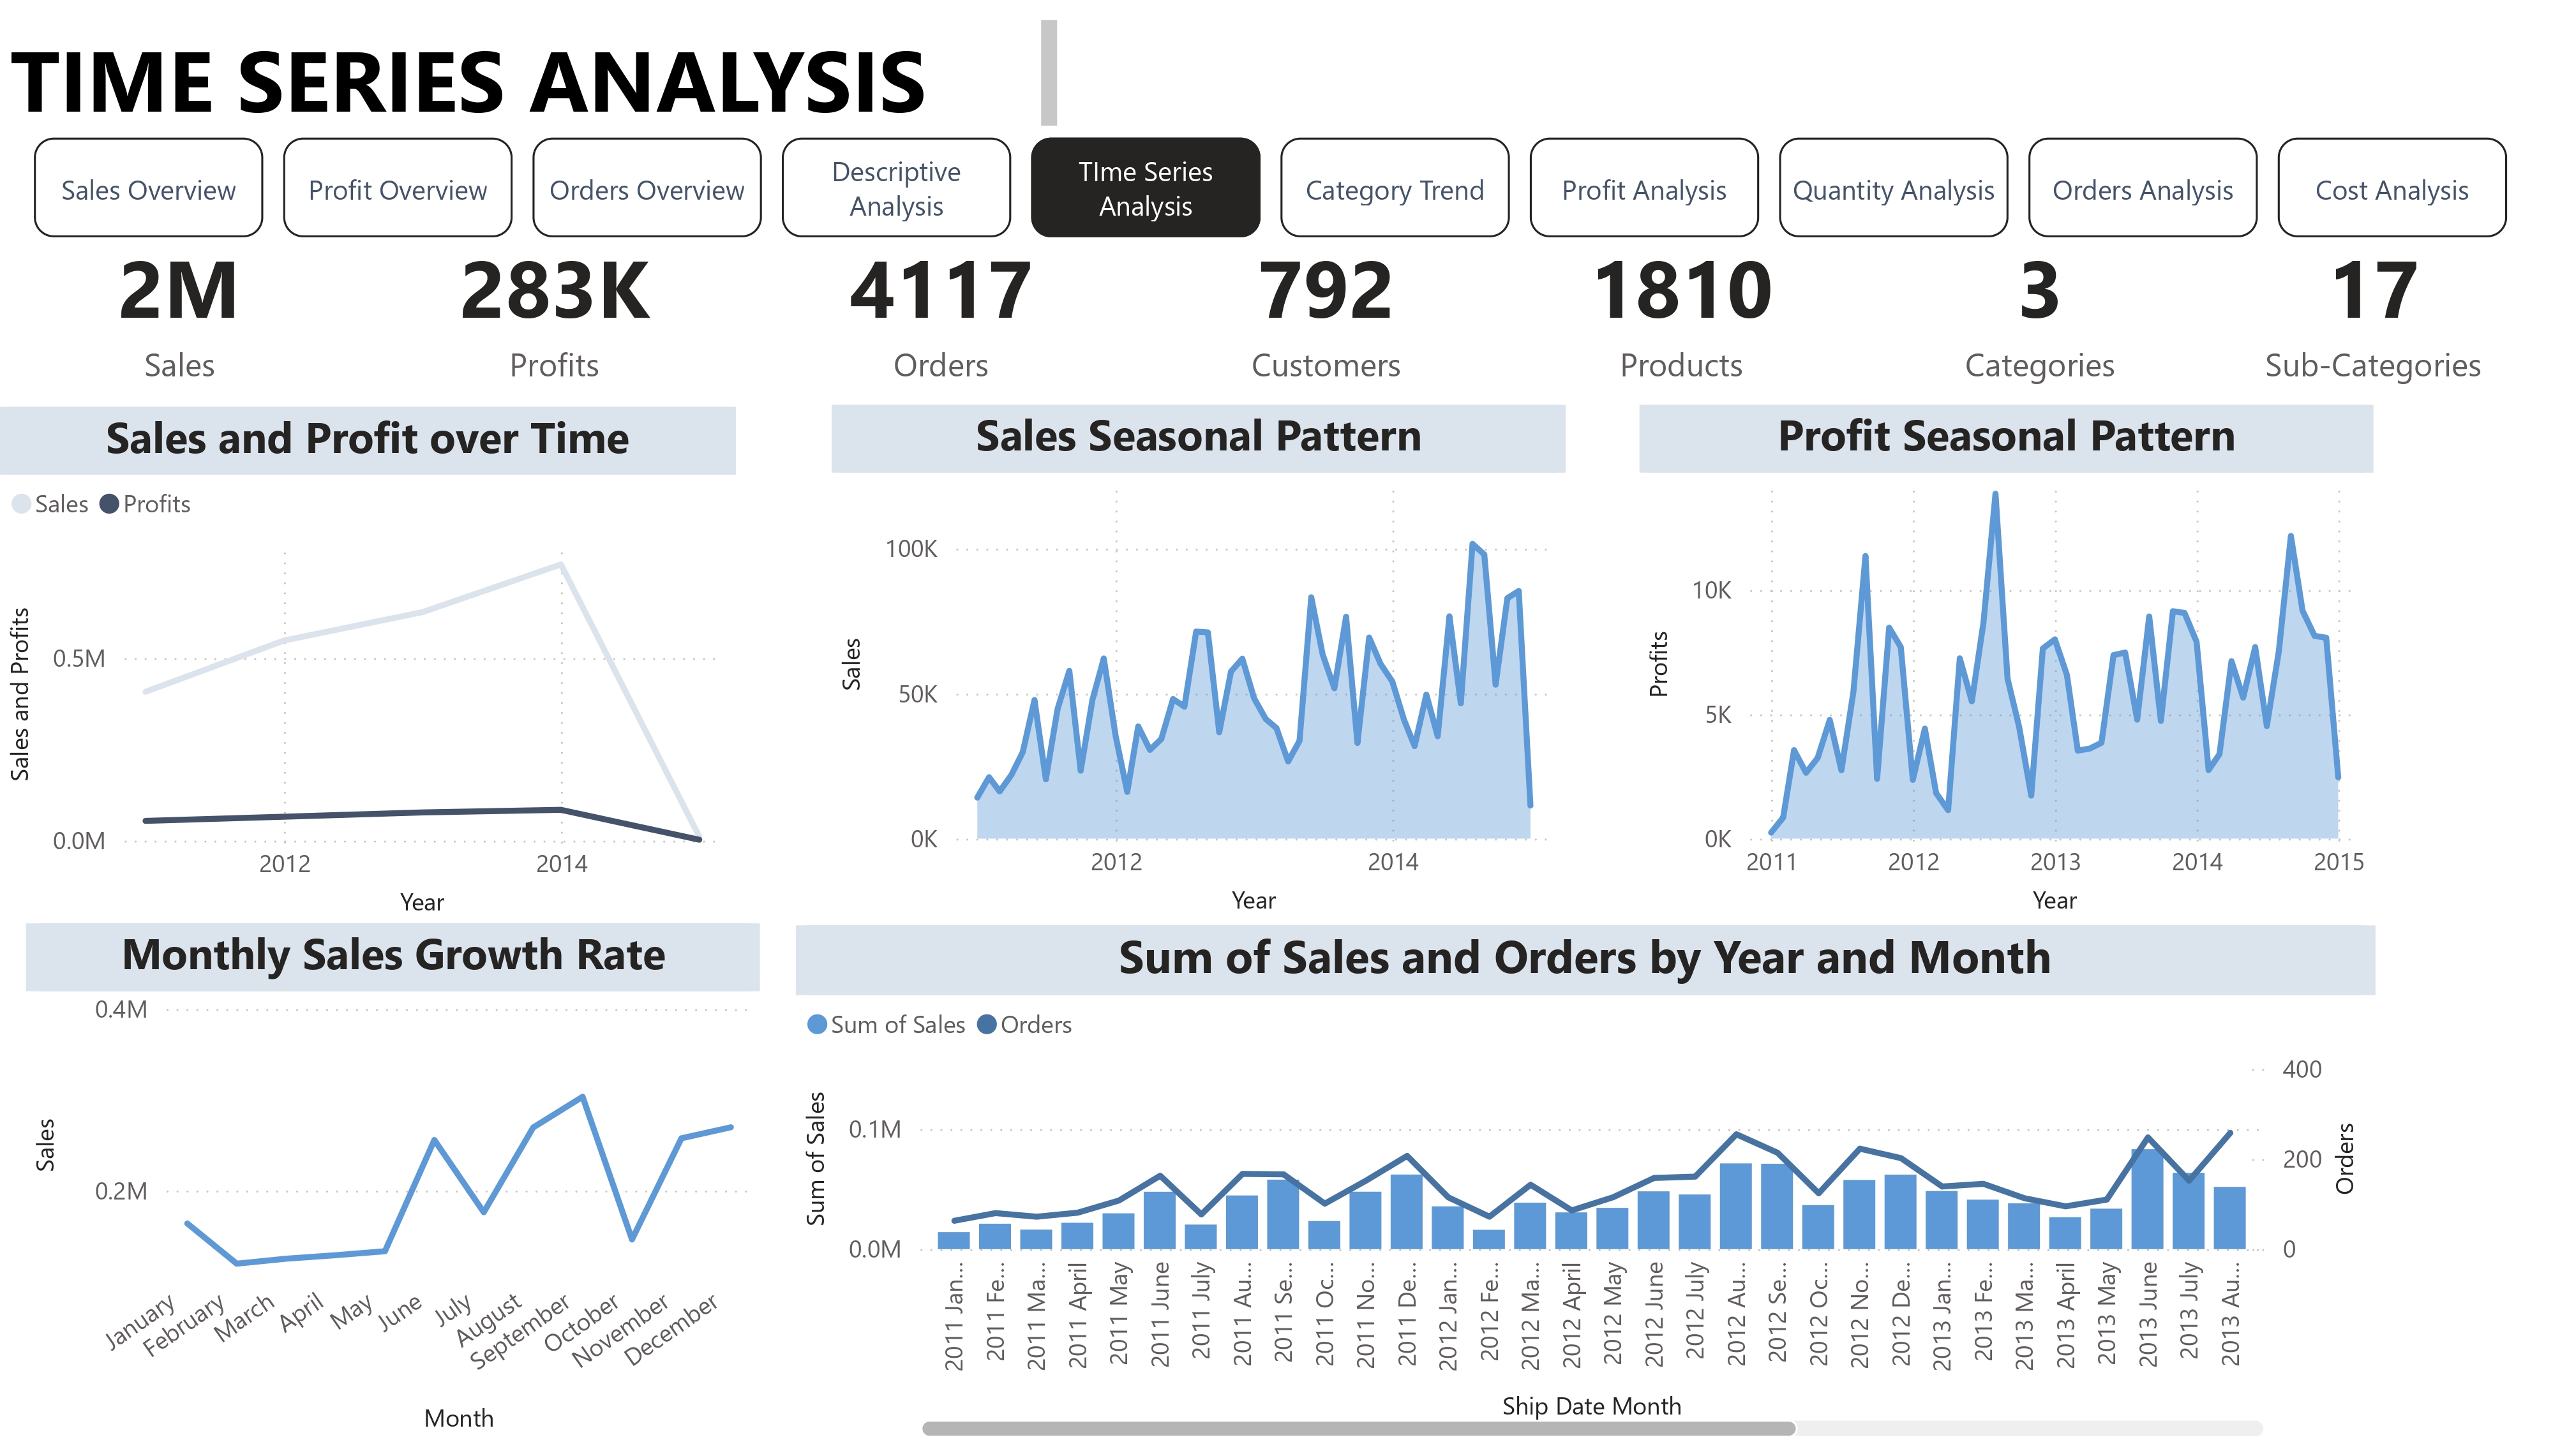 TIME SERIES ANALYSIS
Sales Overview
Profit Overview
Orders Overview
Descriptive
Analysis
TIme Series
Analysis
Category Trend
Profit Analysis
Quantity Analysis
Orders Analysis
Cost Analysis
2M
Sales
283K
Profits
4117
Orders
792
Customers
1810
Products
3
Categories
17
Sub-Categories
Sales and Profit over Time
Sales Profits
Sales and Profits
0.5M
0.0M
2012 2014
Year
Sales Seasonal Pattern
Sales
100K
50K
0K
2012 2014
Year
Profit Seasonal Pattern
Profits
10K
5K
0K
2011 2012 2013 2014 2015
Year
Monthly Sales Growth Rate
Sales
0.4M
0.2M
January
February
March
April
May
June
July
August
September
October
November
December
Month
Sum of Sales and Orders by Year and Month
Sum of Sales Orders
Sum of Sales
0.1M
0.0M
400
200
0
Orders
2011 Jan...
2011 Fe...
2011 Ma...
2011 April
2011 May
2011 June
2011 July
2011 Au...
2011 Se...
2011 Oc...
2011 No...
2011 De...
2012 Jan...
2012 Fe...
2012 Ma...
2012 April
2012 May
2012 June
2012 July
2012 Au...
2012 Se...
2012 Oc...
2012 No...
2012 De...
2013 Jan...
2013 Fe...
2013 Ma...
2013 April
2013 May
2013 June
2013 July
2013 Au...
Ship Date Month